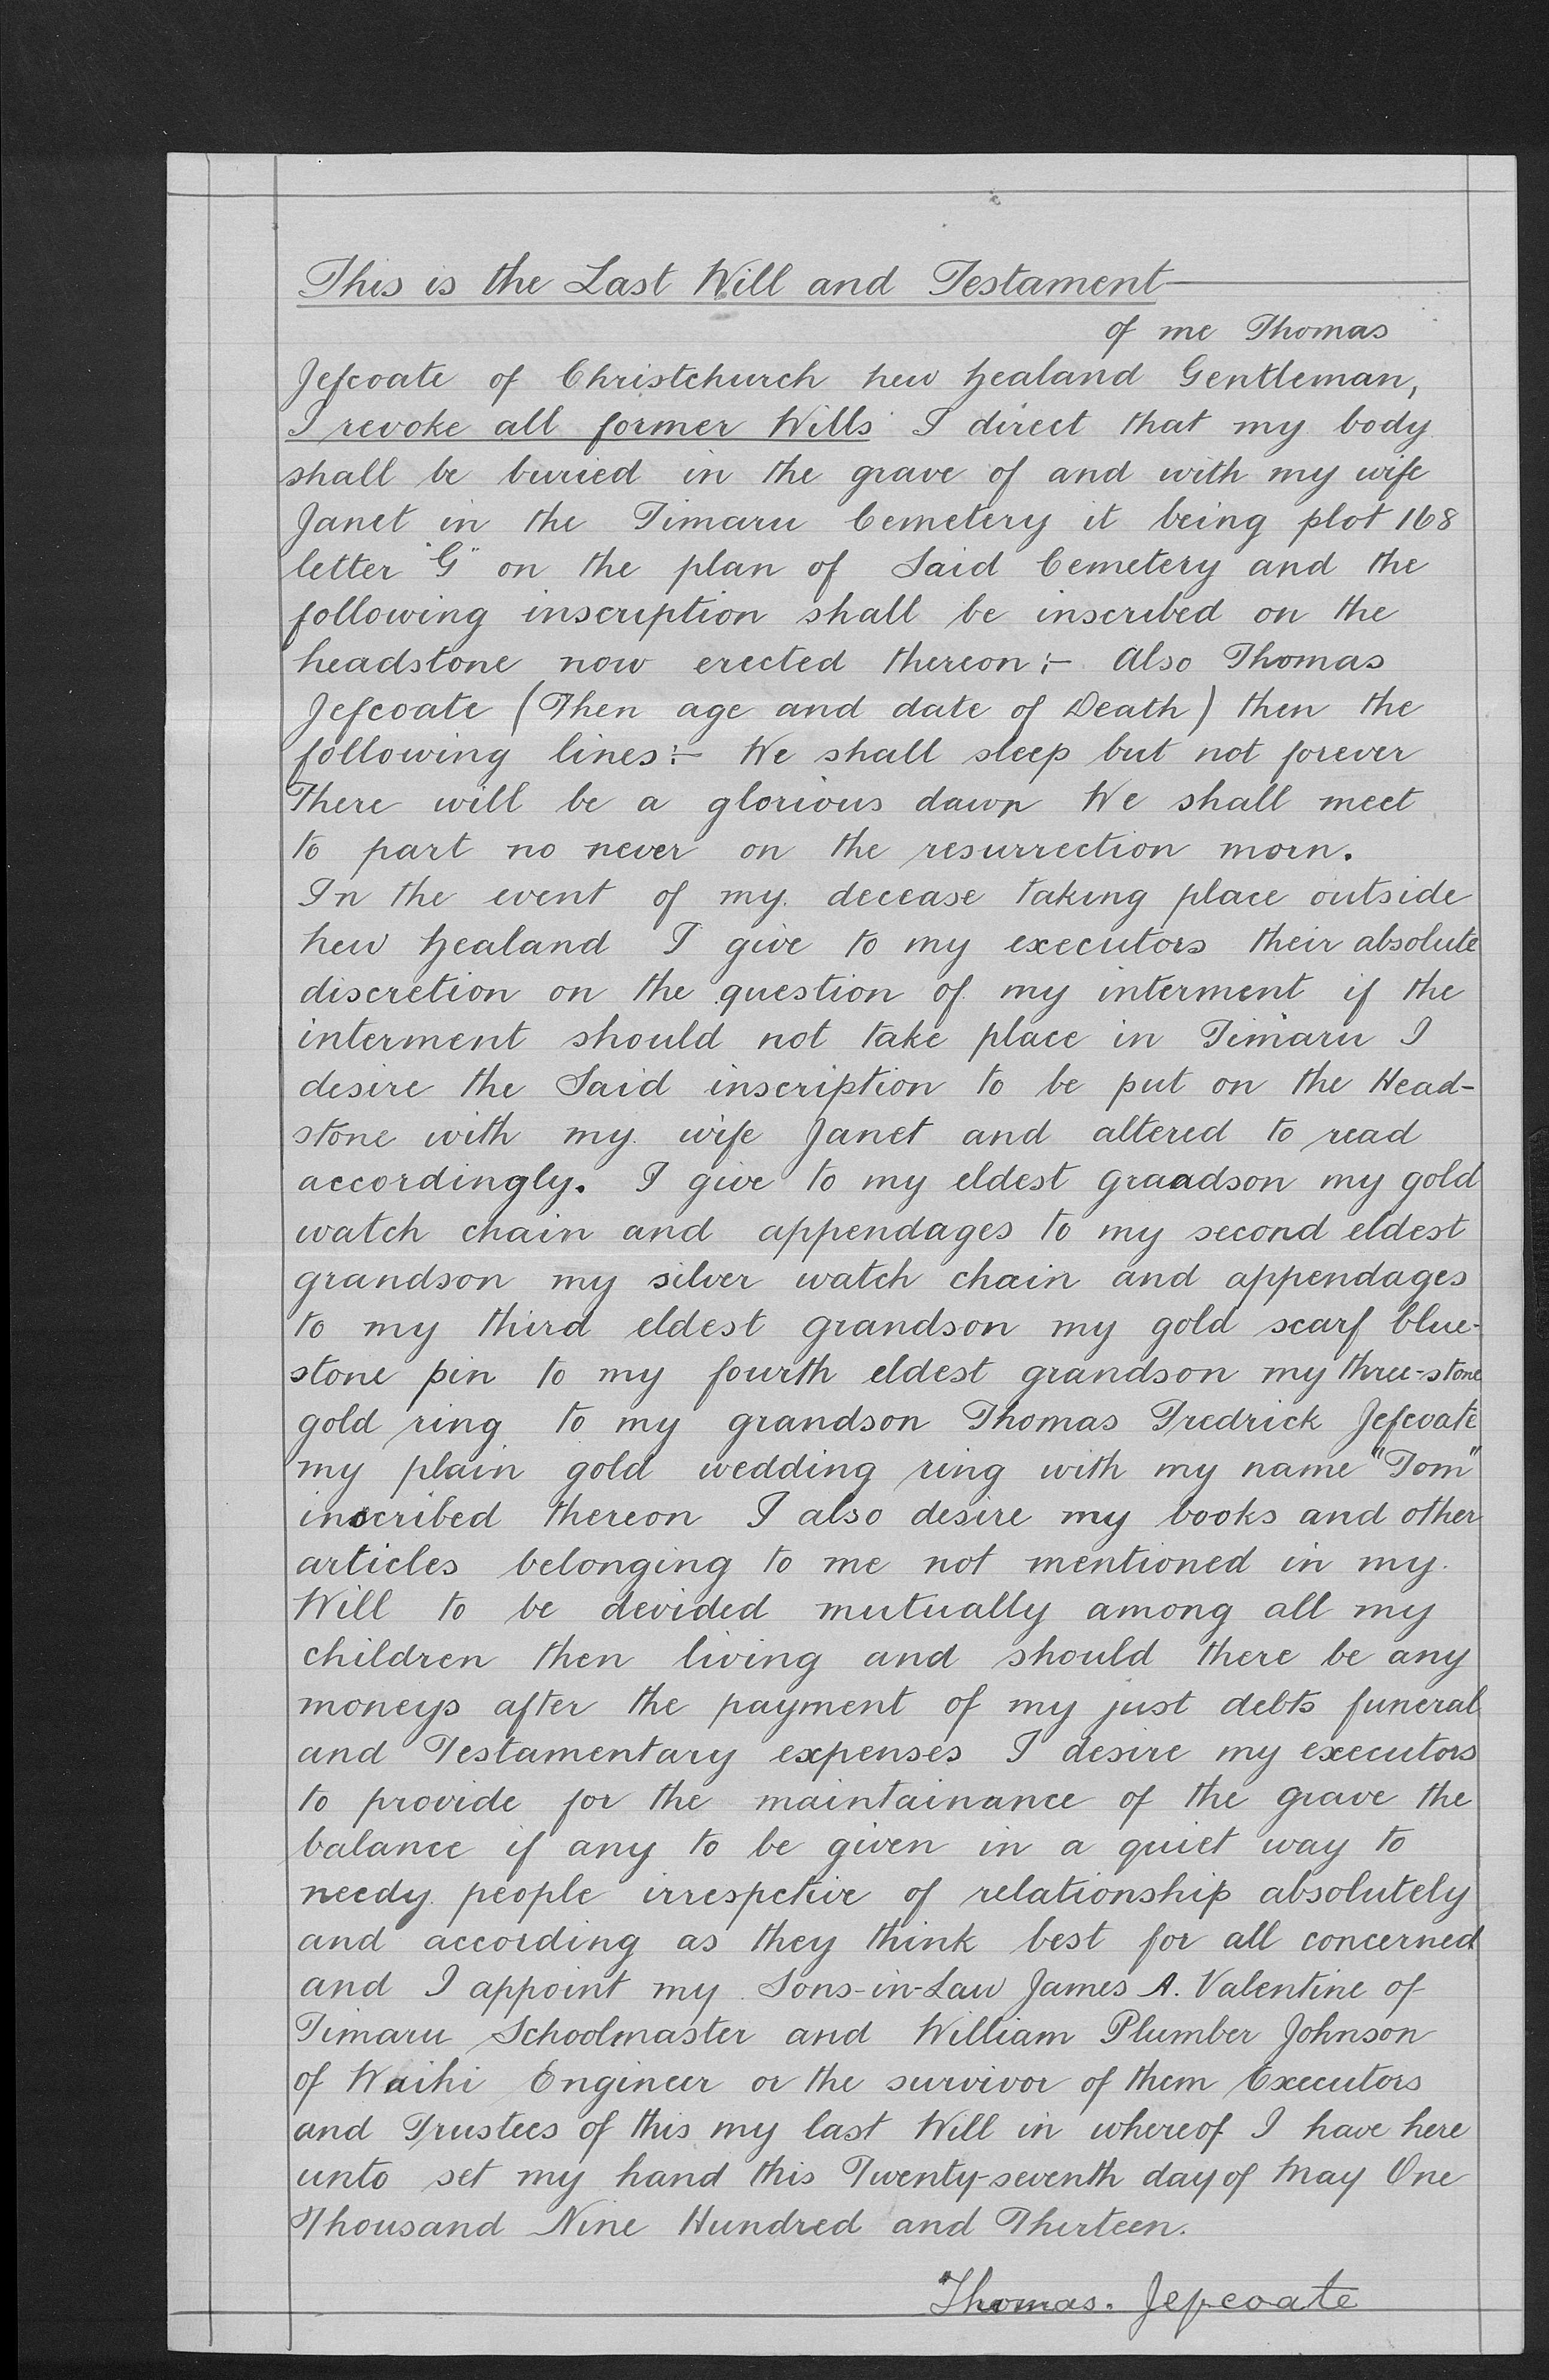 This is the Last Will and Testament
of me Thomas
Jefcoate of Christchurch New Zealand Gentleman,
I revoke all former Wills I direct that my body
shall be buried in the grave of and with my wife
Janet in the Timaru Cemetery it being plot 168
letter "G" on the plan of Said Cemetery and the
following inscription shall be inscribed on the
headstone now erected thereon:- Also Thomas
Jefcoate (Then age and date of Death) then the
following lines:- We shall sleep but not forever
There will be a glorious dawn We shall meet
to part no never on the resurrection morn.
In the event of my decease taking place outside
New Zealand I give to my executors their absolute
discretion on the question of my interment if the
interment should not take place in Timaru I
desire the Said inscription to be put on the Head-
stone with my wife Janet and altered to read
accordingly. I give to my eldest graadson my gold
watch chain and appendages to my second eldest
grandson my silver watch chain and appendages
to my third eldest grandson my gold scarf blue-
stone pin to my fourth eldest grandson my three-stone
gold ring to my grandson Thomas Fredrick Jefcoate
my plain gold wedding ring with my name "Tom"
inscribed thereon I also desire my books and other
articles belonging to me not mentioned in my
Will to be devided mutually among all my
children then living and should there be any
moneys after the payment of my just debts funeral
and Testamentary expenses I desire my executors
to provide for the maintainance of the grave the
balance if any to be given in a quiet way to
needy people irrespctive of relationship absolutely
and according as they think best for all concerned
and I appoint my Sons-in-Law James A. Valentine of
Timaru Schoolmaster and William Plumber Johnson
of Waihi Engineer or the survivor of them Executors
and Trustees of this my last Will in whereof I have here
unto set my hand this Twenty-seventh day of May One
Thousand Nine Hundred and Thirteen.
Thomas. Jefcoate